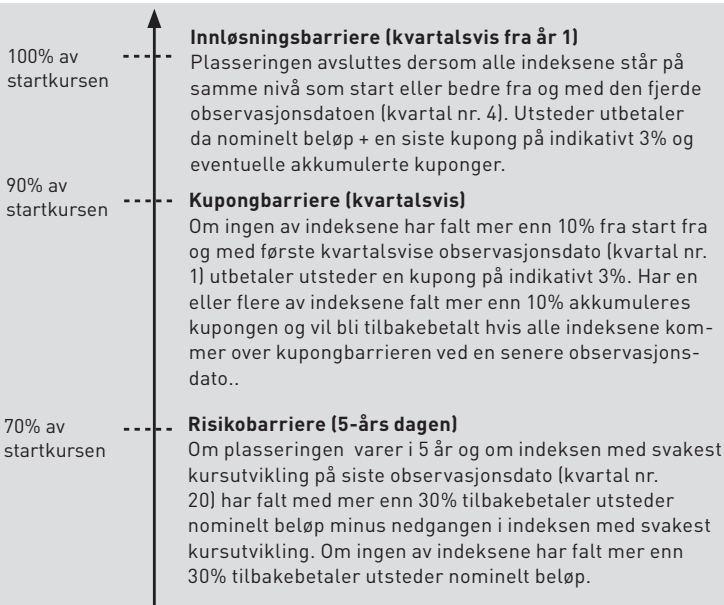 100% av
startkursen
Innløsningsbarriere (kvartalsvis fra år 1)
Plasseringen avsluttes dersom alle indeksene står på
samme nivå som start eller bedre fra og med den fjerde
observasjonsdatoen (kvartal nr. 4). Utsteder utbetaler
da nominelt beløp + en siste kupong på indikativt 3% og
eventuelle akkumulerte kuponger.
90% av
startkursen
Kupongbarriere (kvartalsvis)
Om ingen av indeksene har falt mer enn 10% fra start fra
og med første kvartalsvise observasjonsdato (kvartal nr.
1) utbetaler utsteder en kupong på indikativt 3%. Har en
eller flere av indeksene falt mer enn 10% akkumuleres
kupongen og vil bli tilbakebetalt hvis alle indeksene kom-
mer over kupongbarrieren ved en senere observasjons-
dato..
70% av
startkursen
Risikobarriere (5-års dagen)
Om plasseringen varer i 5 år og om indeksen med svakest
kursutvikling på siste observasjonsdato (kvartal nr.
20) har falt med mer enn 30% tilbakebetaler utsteder
nominelt beløp minus nedgangen i indeksen med svakest
kursutvikling. Om ingen av indeksene har falt mer enn
30% tilbakebetaler utsteder nominelt beløp.